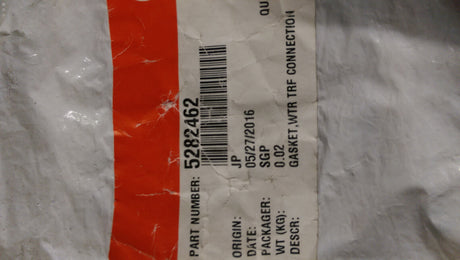 PART NUMBER: 5282462
ORIGIN: JP
DATE: 05/27/2016
PACKAGER: SGP
WT (KG): 0.02
DESCR: GASKET,WTR TRF CONNECTION
QU